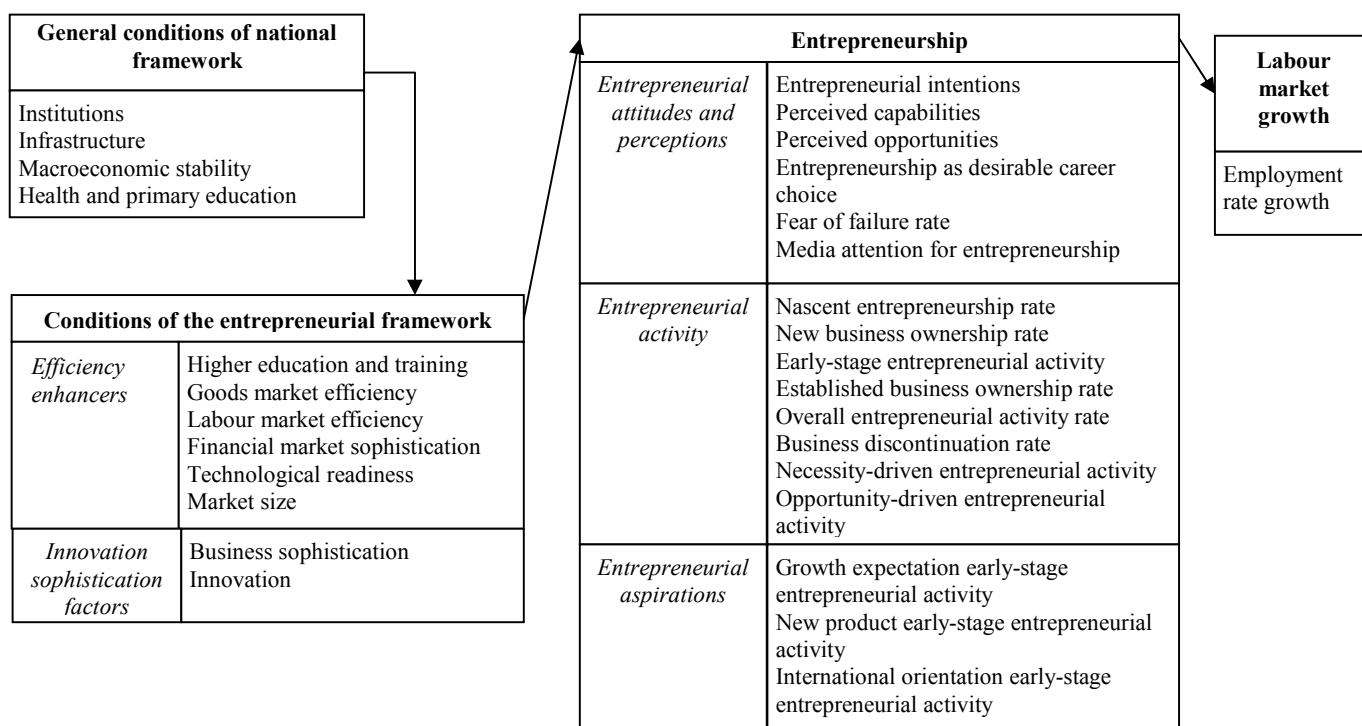 General conditions of national
framework
Institutions
Infrastructure
Macroeconomic stability
Health and primary education
Conditions of the entrepreneurial framework
Efficiency
enhancers
Higher education and training
Goods market efficiency
Labour market efficiency
Financial market sophistication
Technological readiness
Market size
Innovation
sophistication
factors
Business sophistication
Innovation
Entrepreneurship
Entrepreneurial
attitudes and
perceptions
Entrepreneurial intentions
Perceived capabilities
Perceived opportunities
Entrepreneurship as desirable career
choice
Fear of failure rate
Media attention for entrepreneurship
Entrepreneurial
activity
Nascent entrepreneurship rate
New business ownership rate
Early-stage entrepreneurial activity
Established business ownership rate
Overall entrepreneurial activity rate
Business discontinuation rate
Necessity-driven entrepreneurial activity
Opportunity-driven entrepreneurial
activity
Entrepreneurial
aspirations
Growth expectation early-stage
entrepreneurial activity
New product early-stage entrepreneurial
activity
International orientation early-stage
entrepreneurial activity
Labour
market
growth
Employment
rate growth